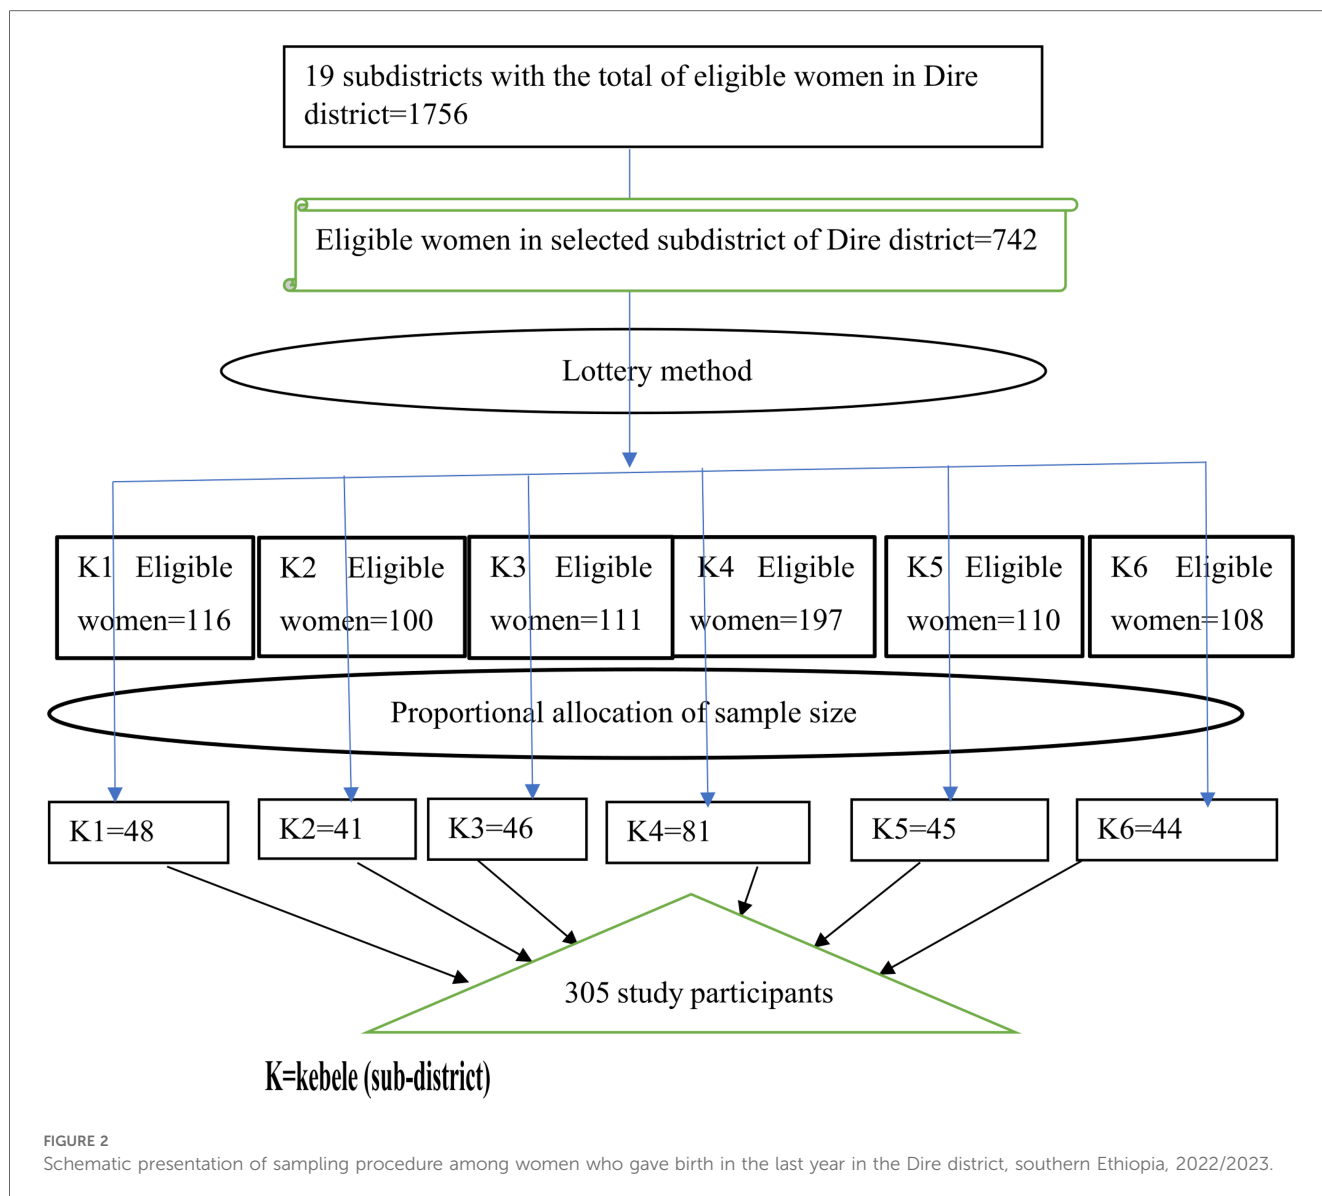 19 subdistricts with the total of eligible women in Dire
district=1756
Eligible women in selected subdistrict of Dire district=742
Lottery method
K1 Eligible
women=116
K2 Eligible
women=100
K3 Eligible
women=111
K4 Eligible
women=197
K5 Eligible
women=110
K6 Eligible
women=108
Proportional allocation of sample size
K1=48
K2=41
K3=46
K4=81
K5=45
K6=44
305 study participants
K=kebele (sub-district)
FIGURE 2
Schematic presentation of sampling procedure among women who gave birth in the last year in the Dire district, southern Ethiopia, 2022/2023.